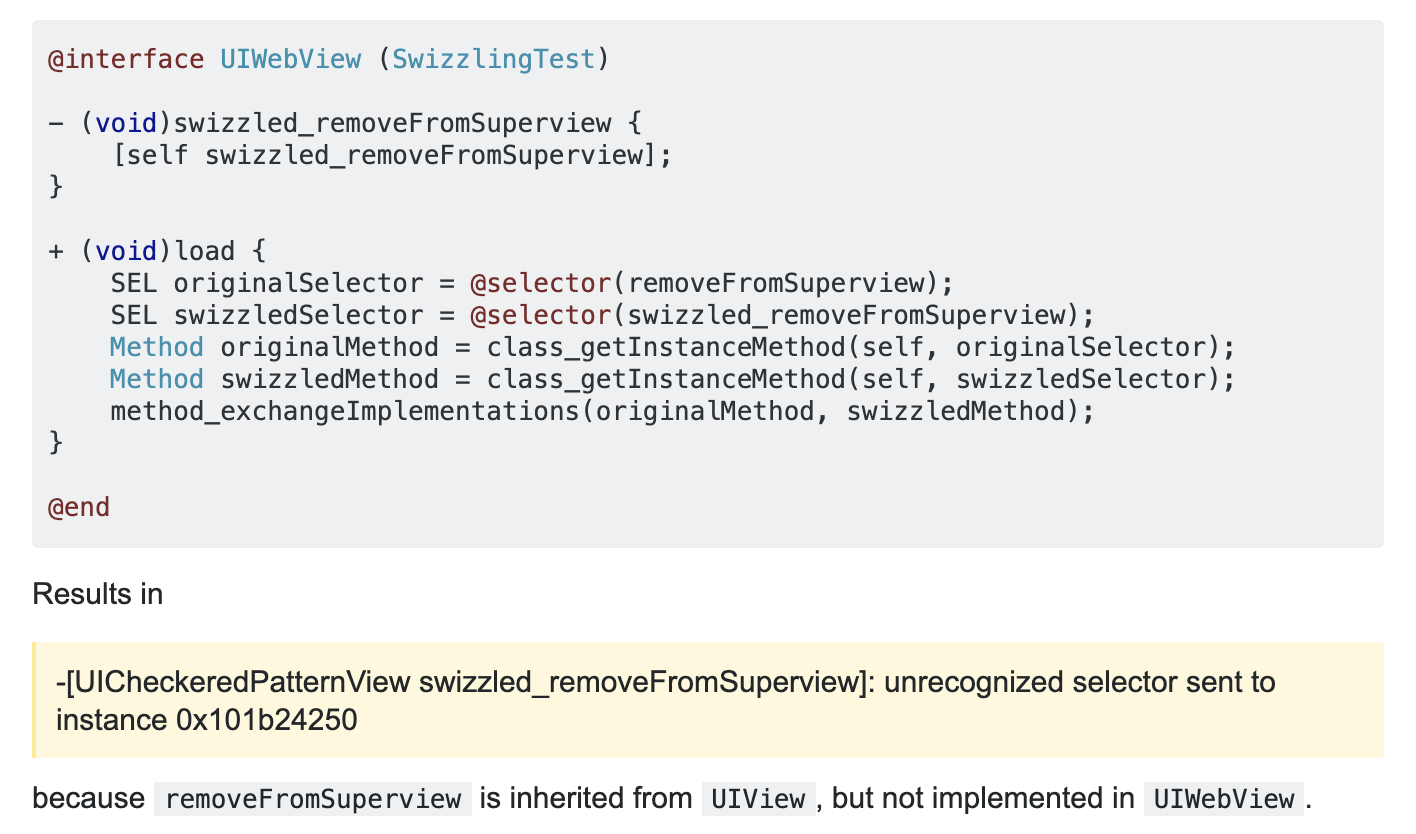 @interface UIWebView (SwizzlingTest)
- (void)swizzled_removeFromSuperview {
    [self swizzled_removeFromSuperview];
}
+ (void)load {
    SEL originalSelector = @selector(removeFromSuperview);
    SEL swizzledSelector = @selector(swizzled_removeFromSuperview);
    Method originalMethod = class_getInstanceMethod(self, originalSelector);
    Method swizzledMethod = class_getInstanceMethod(self, swizzledSelector);
    method_exchangeImplementations(originalMethod, swizzledMethod);
}
@end
Results in
-[UICheckeredPatternView swizzled_removeFromSuperview]: unrecognized selector sent to
instance 0x101b24250
because removeFromSuperview is inherited from UIView, but not implemented in UIWebView.